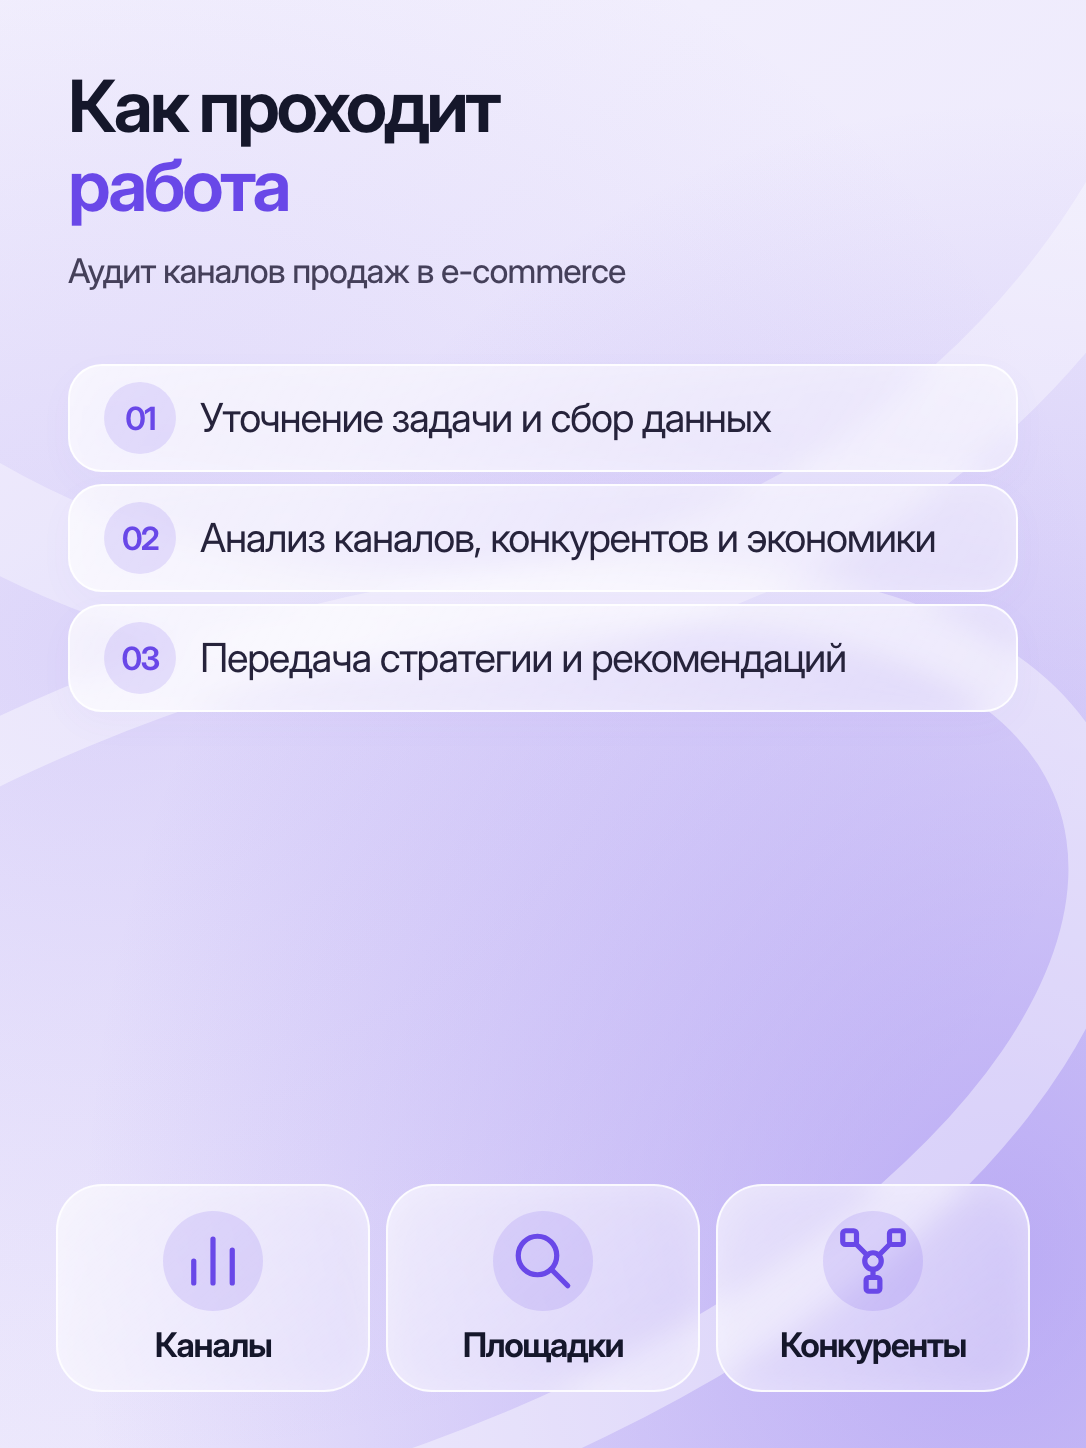 Как проходит
работа
Аудит каналов продаж в e-commerce
01 Уточнение задачи и сбор данных
02 Анализ каналов, конкурентов и экономики
03 Передача стратегии и рекомендаций
Каналы
Площадки
Конкуренты